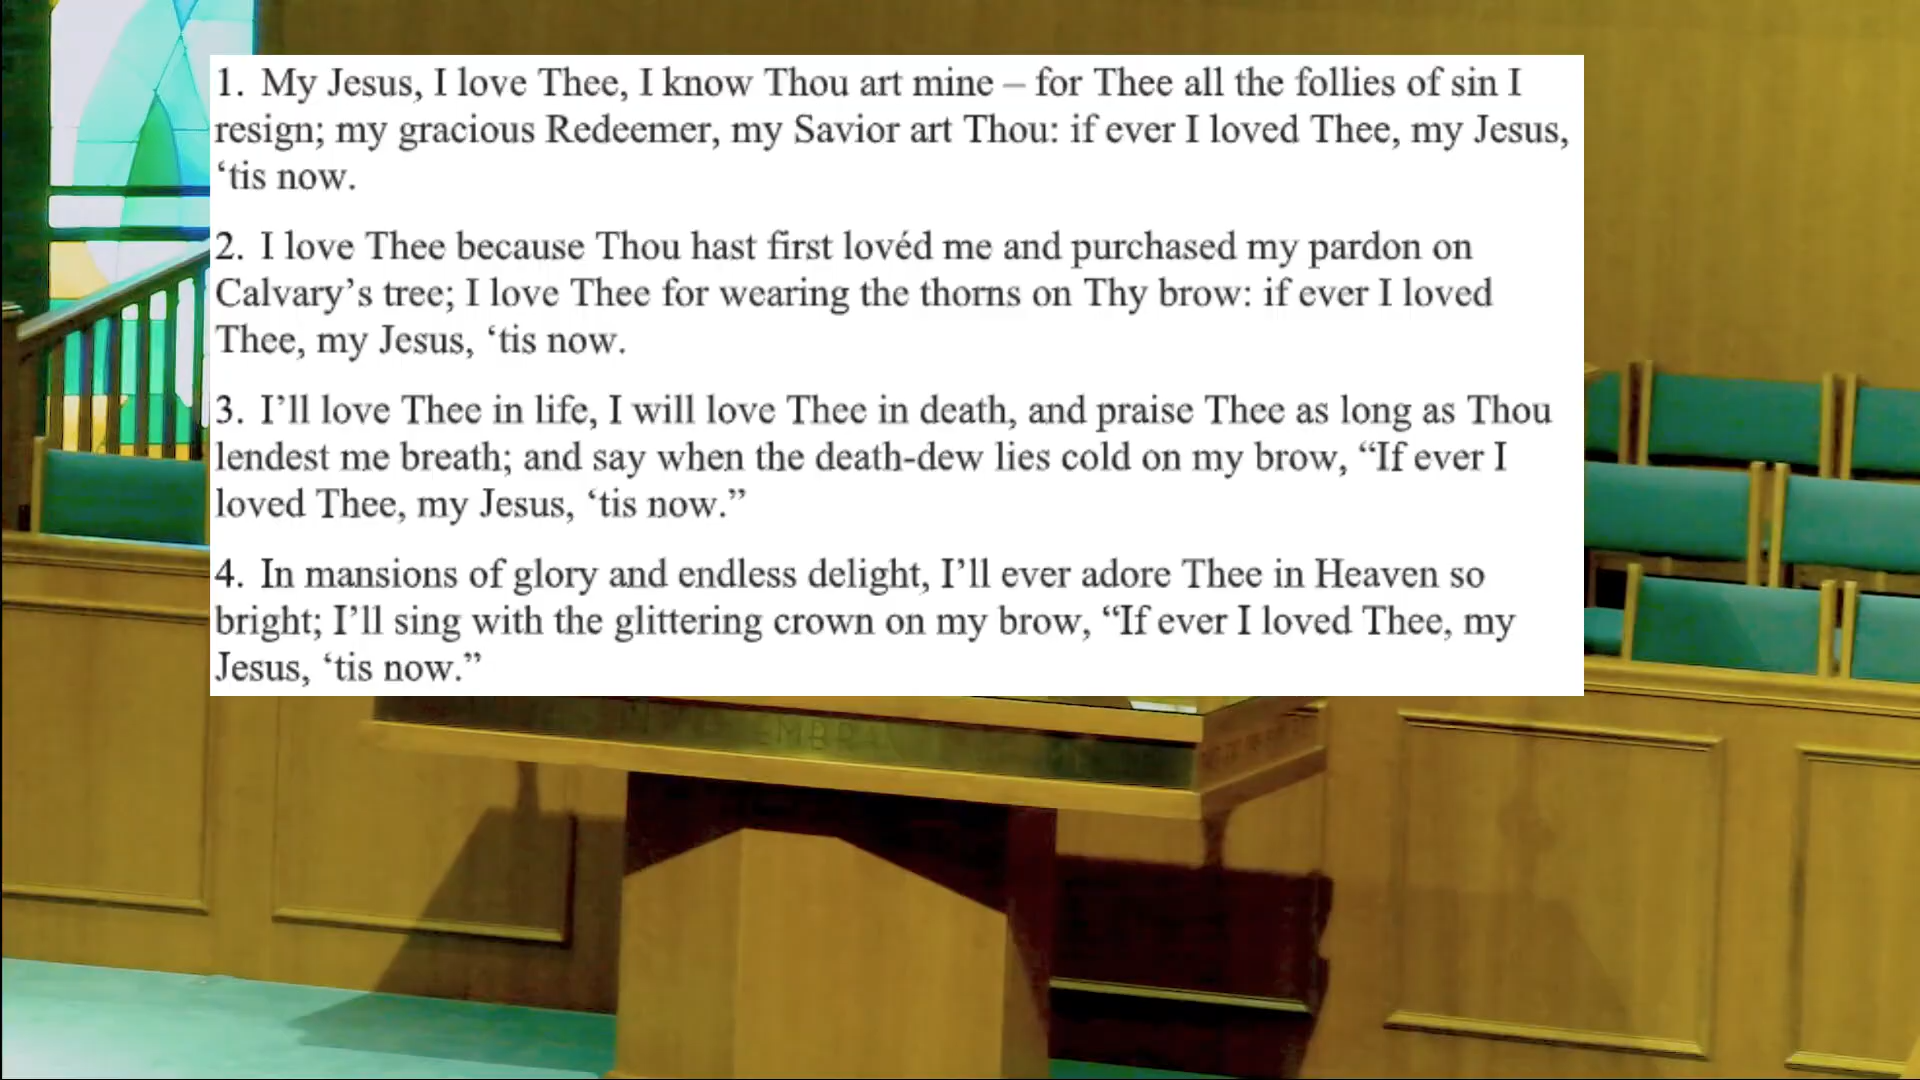 1. My Jesus, I love Thee, I know Thou art mine – for Thee all the follies of sin I
resign; my gracious Redeemer, my Savior art Thou: if ever I loved Thee, my Jesus,
‘tis now.
2. I love Thee because Thou hast first lovéd me and purchased my pardon on
Calvary’s tree; I love Thee for wearing the thorns on Thy brow: if ever I loved
Thee, my Jesus, ‘tis now.
3. I’ll love Thee in life, I will love Thee in death, and praise Thee as long as Thou
lendest me breath; and say when the death-dew lies cold on my brow, “If ever I
loved Thee, my Jesus, ‘tis now.”
4. In mansions of glory and endless delight, I’ll ever adore Thee in Heaven so
bright; I’ll sing with the glittering crown on my brow, “If ever I loved Thee, my
Jesus, ‘tis now.”